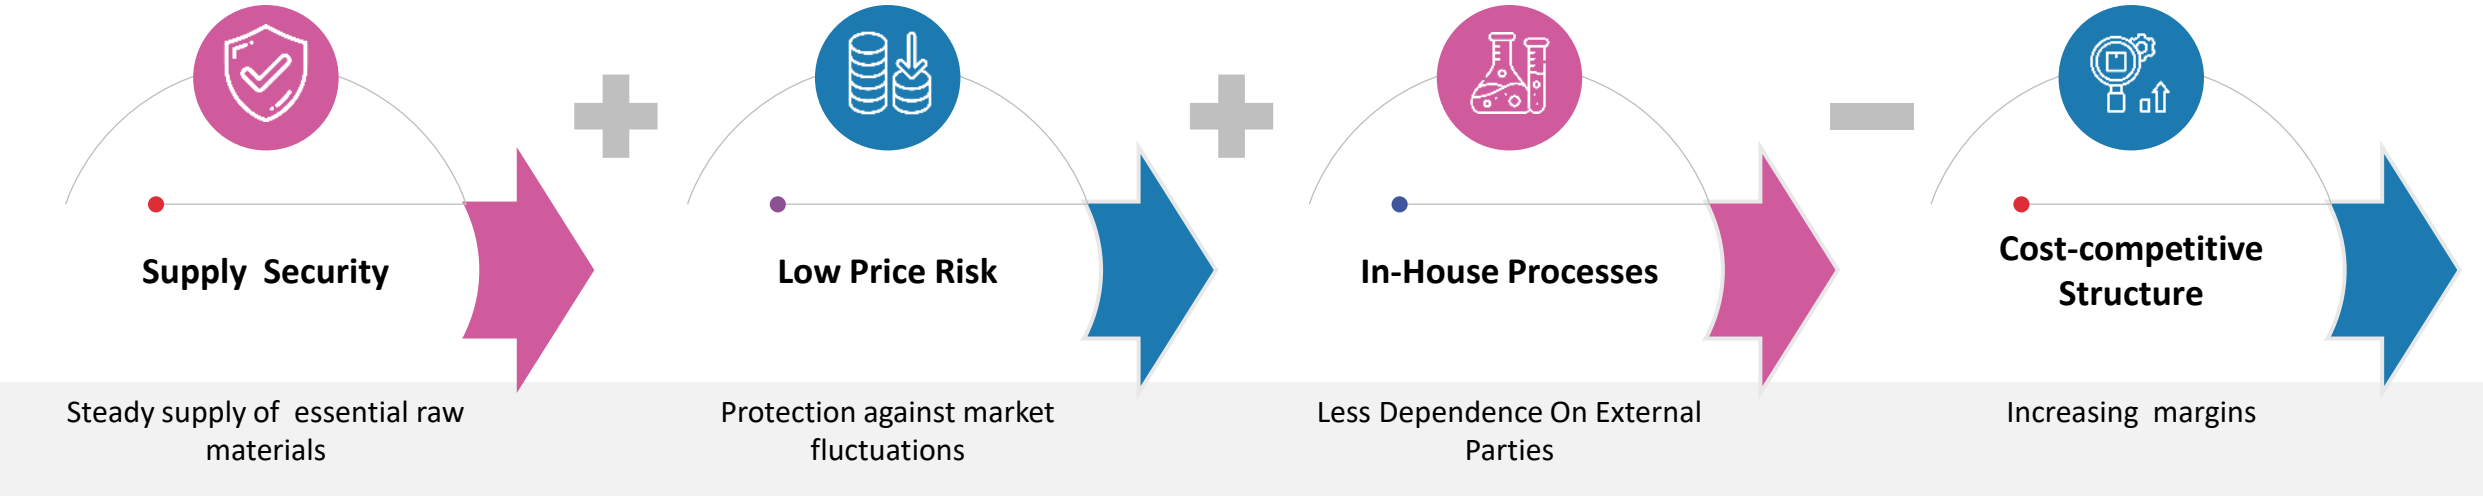 Supply  Security
Low Price Risk
In-House Processes
Cost-competitive
Structure
Steady supply of  essential raw
materials
Protection against market
fluctuations
Less Dependence On External
Parties
Increasing  margins